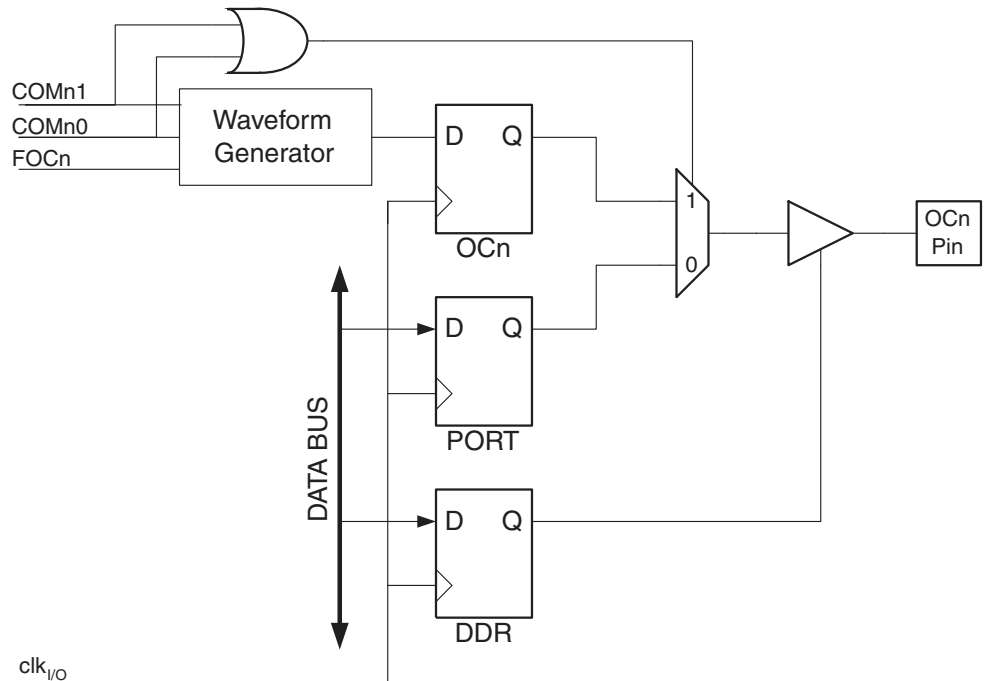 COMn1
COMn0
FOCn
Waveform
Generator
D Q
OCn
1
0
OCn
Pin
D Q
PORT
DATA BUS
D Q
DDR
clkI/O